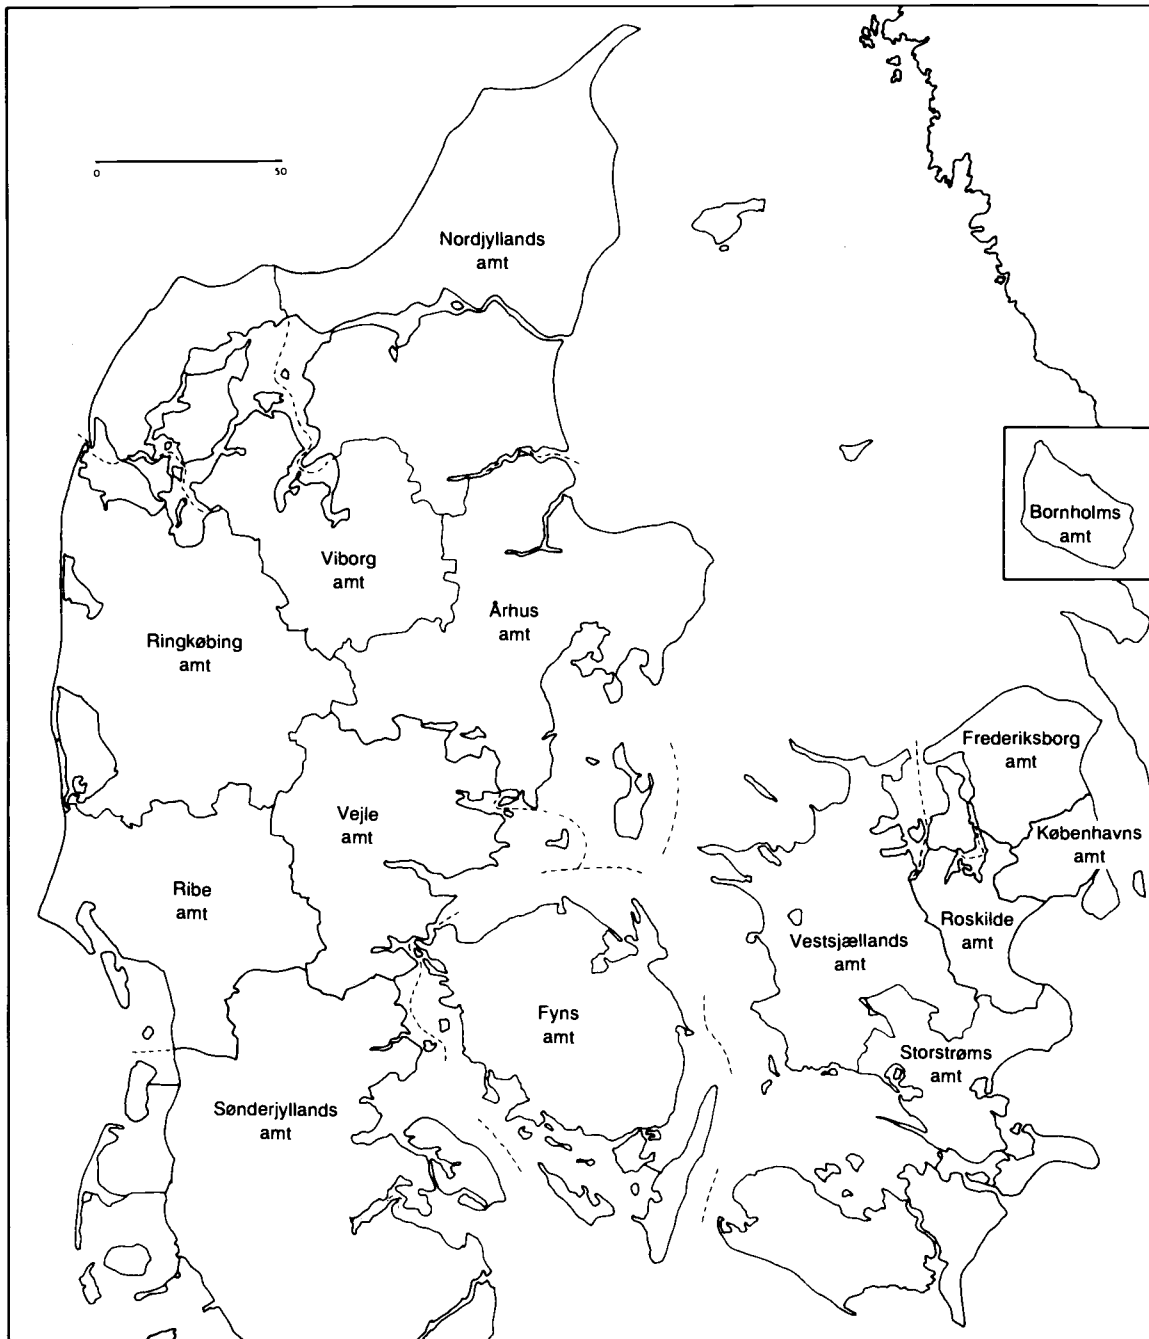 0 50
Nordjyllands
amt
Bornholms
amt
Viborg
amt
Århus
amt
Ringkøbing
amt
Frederiksborg
amt
Vejle
amt
Københavns
amt
Ribe
amt
Roskilde
amt
Vestsjællands
amt
Fyns
amt
Storstrøms
amt
Sønderjyllands
amt